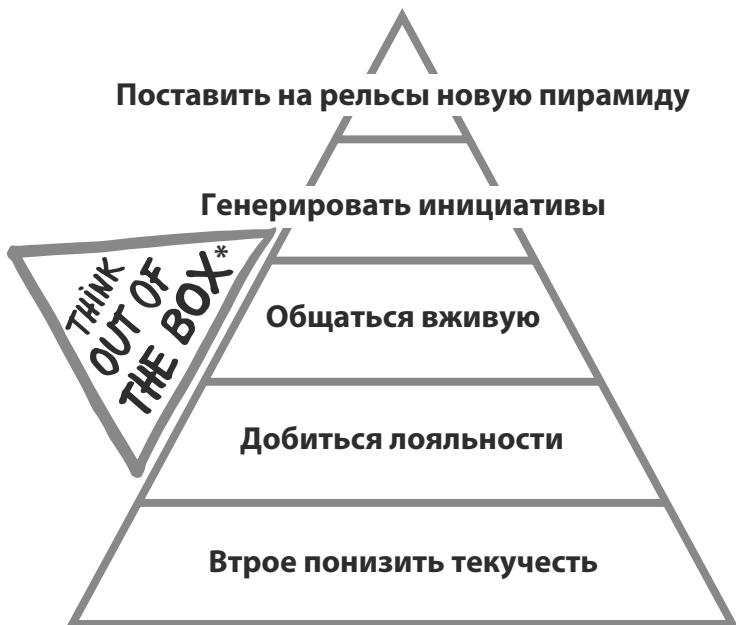 Поставить на рельсы новую пирамиду
Генерировать инициативы
THINK
OUT OF
THE BOX*
Общаться вживую
Добиться лояльности
Втрое понизить текучесть